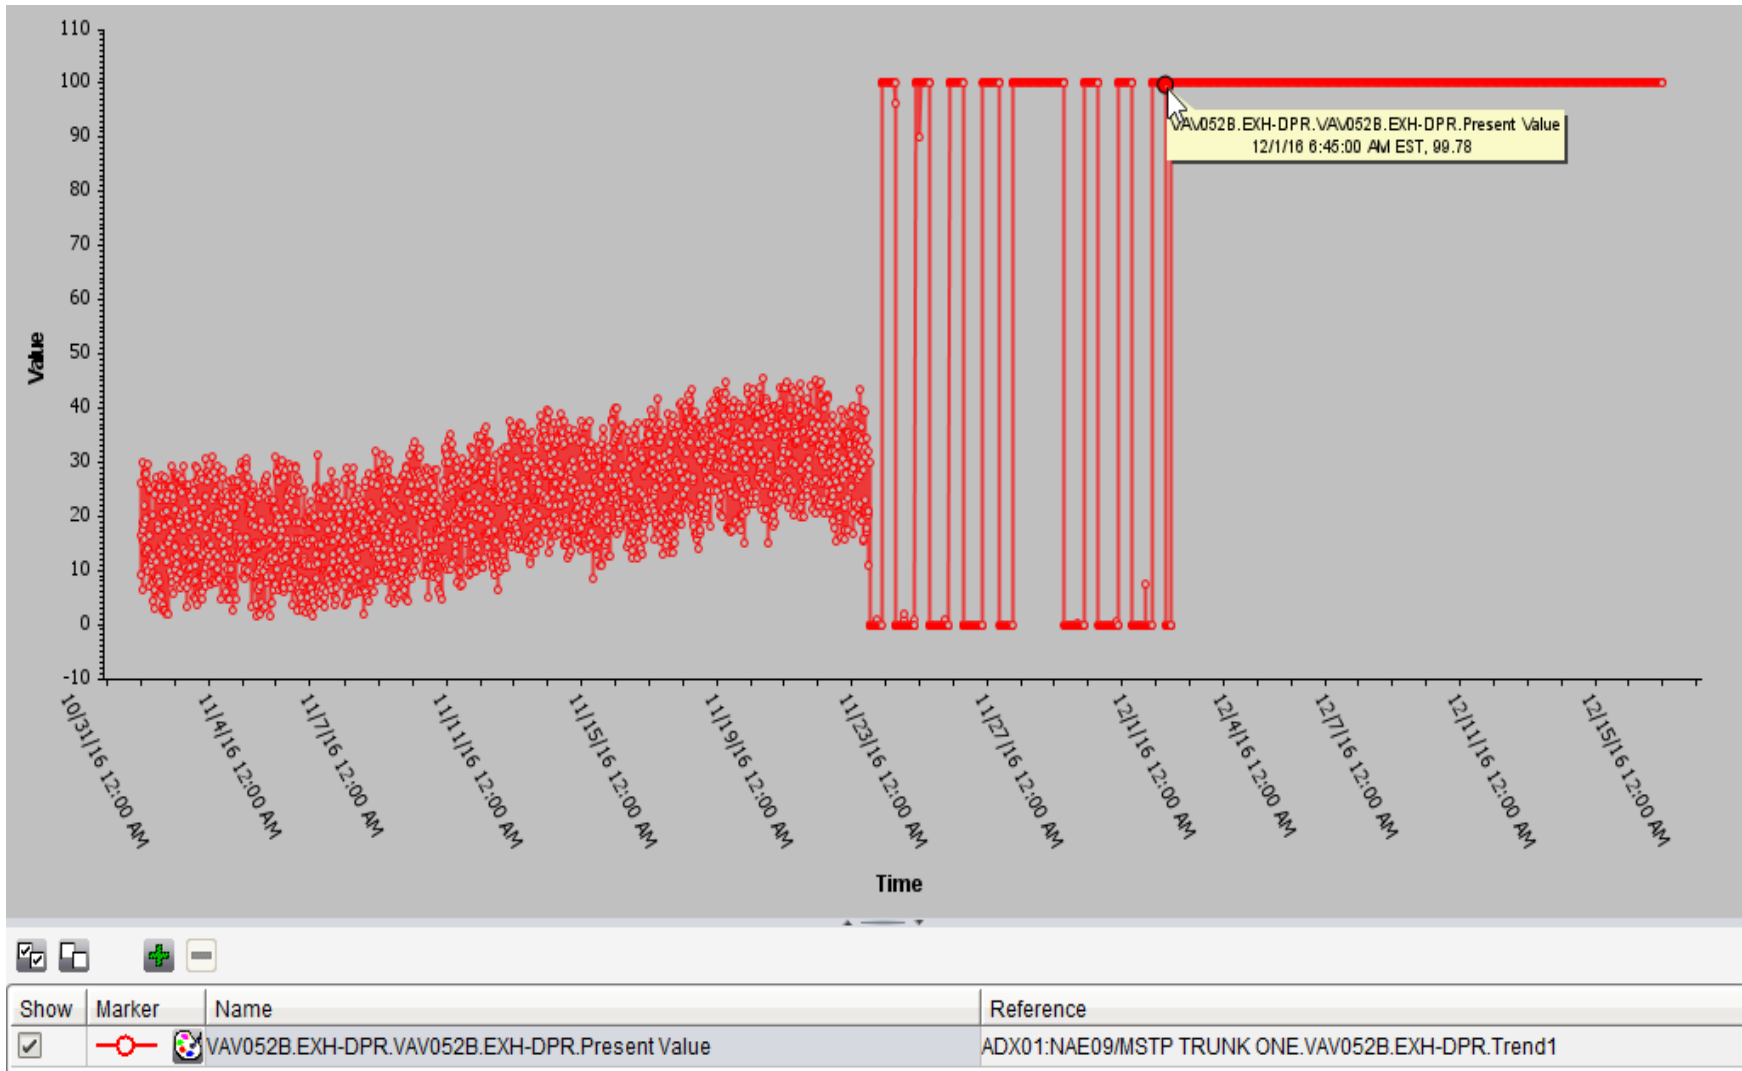 110
100
90
80
70
60
50
40
30
20
10
0
-10
Value
VAV052B.EXH-DPR.VAV052B.EXH-DPR.Present Value
12/1/16 6:45:00 AM EST, 99.78
10/31/16 12:00 AM
11/4/16 12:00 AM
11/7/16 12:00 AM
11/11/16 12:00 AM
11/15/16 12:00 AM
11/19/16 12:00 AM
11/23/16 12:00 AM
11/27/16 12:00 AM
12/1/16 12:00 AM
12/4/16 12:00 AM
12/7/16 12:00 AM
12/11/16 12:00 AM
12/15/16 12:00 AM
Time
Show Marker Name Reference
VAV052B.EXH-DPR.VAV052B.EXH-DPR.Present Value ADX01:NAE09/MSTP TRUNK ONE.VAV052B.EXH-DPR.Trend1